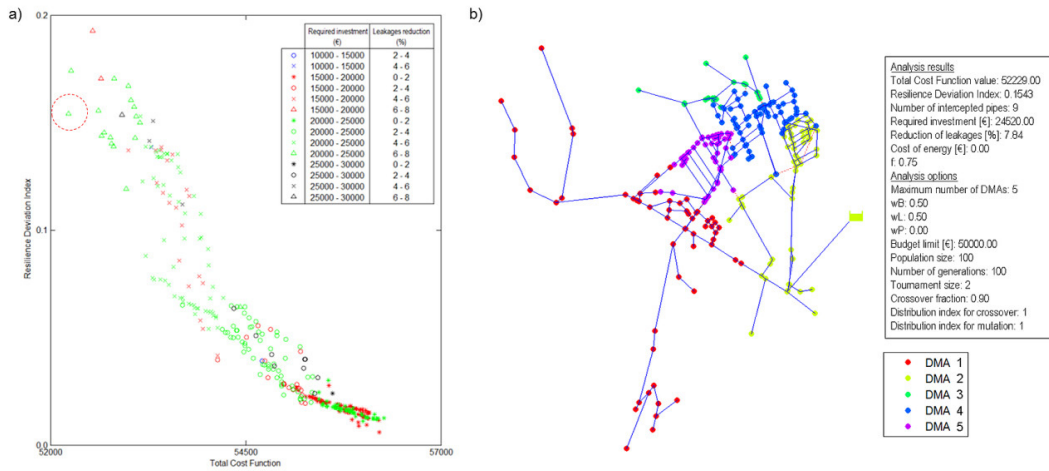 a)
0.2
0.1
0.0
Resilience Deviation Index
52000 54500 57000
Total Cost Function
Required investment (€) Leakages reduction (%)
10000 - 15000 2 - 4
10000 - 15000 4 - 6
15000 - 20000 0 - 2
15000 - 20000 2 - 4
15000 - 20000 4 - 6
15000 - 20000 6 - 8
20000 - 25000 0 - 2
20000 - 25000 2 - 4
20000 - 25000 4 - 6
20000 - 25000 6 - 8
25000 - 30000 0 - 2
25000 - 30000 2 - 4
25000 - 30000 4 - 6
25000 - 30000 6 - 8
b)
Analysis results
Total Cost Function value: 52229.00
Resilience Deviation Index: 0.1543
Number of intercepted pipes: 9
Required investment [€]: 24520.00
Reduction of leakages [%]: 7.84
Cost of energy [€]: 0.00
f: 0.75
Analysis options
Maximum number of DMAs: 5
wB: 0.50
wL: 0.50
wP: 0.00
Budget limit [€]: 50000.00
Population size: 100
Number of generations: 100
Tournament size: 2
Crossover fraction: 0.90
Distribution index for crossover: 1
Distribution index for mutation: 1
DMA 1
DMA 2
DMA 3
DMA 4
DMA 5